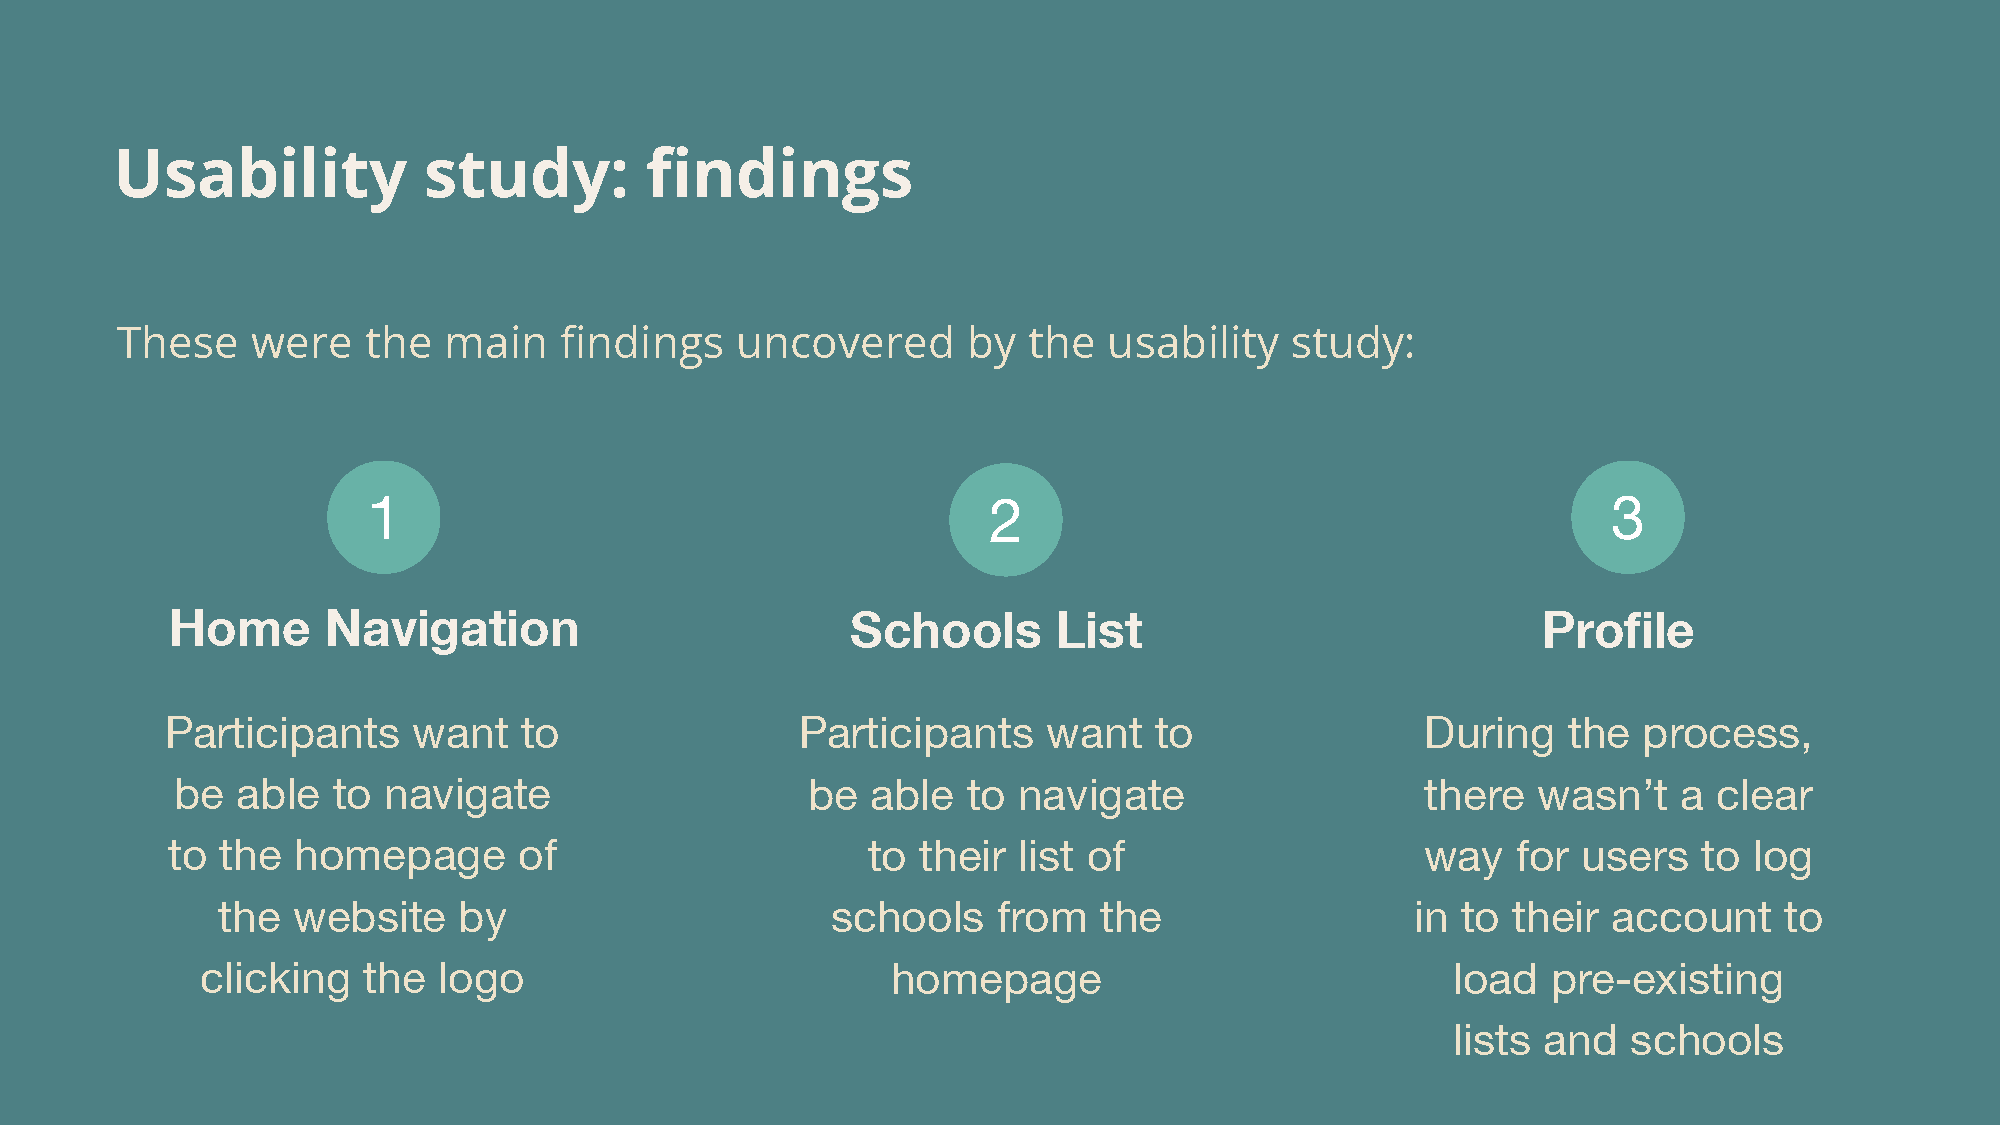 Usability study: findings
These were the main findings uncovered by the usability study:
1
Home Navigation
Participants want to
be able to navigate
to the homepage of
the website by
clicking the logo
2
Schools List
Participants want to
be able to navigate
to their list of
schools from the
homepage
3
Profile
During the process,
there wasn’t a clear
way for users to log
in to their account to
load pre-existing
lists and schools